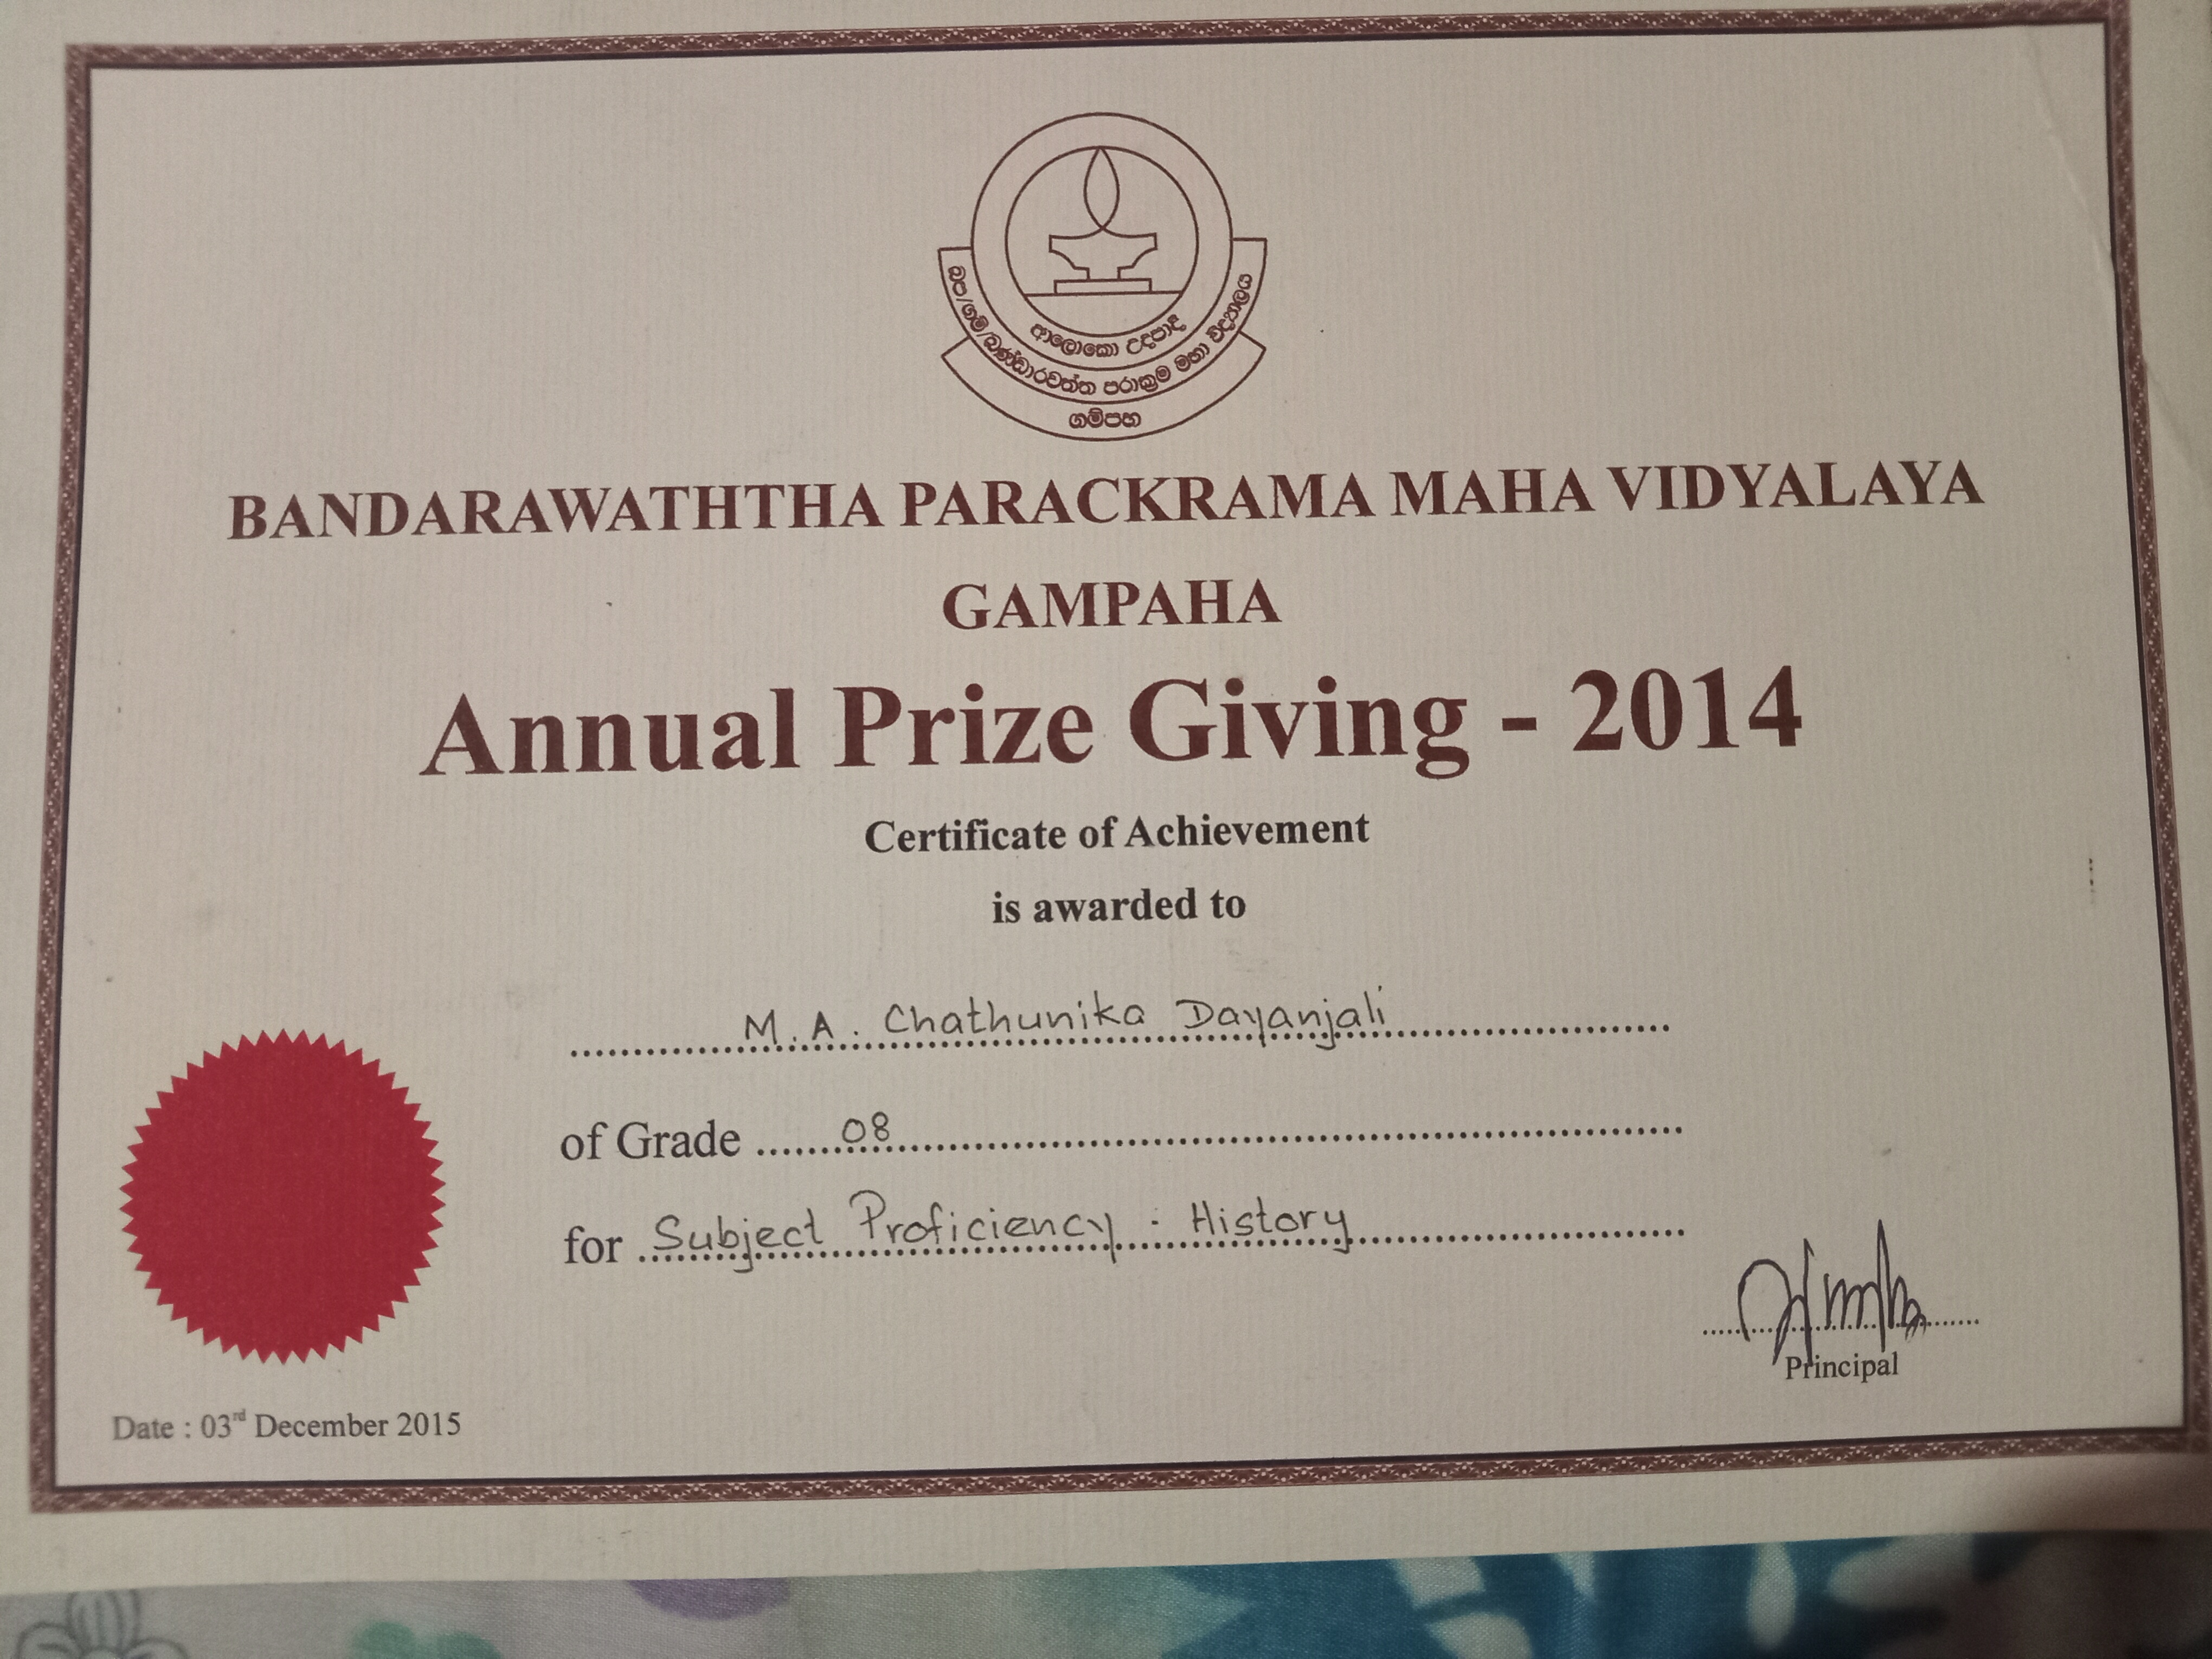 ආලොකො උදපාදී
බප/ගම්/බණ්ඩාරවත්ත පරාක්‍රම මහා විද්‍යාලය
ගම්පහ
BANDARAWATHTHA PARACKRAMA MAHA VIDYALAYA
GAMPAHA
Annual Prize Giving - 2014
Certificate of Achievement
is awarded to
M.A. Chathunika Dayanjali
of Grade 08
for Subject Proficiency - History
Principal
Date : 03rd December 2015